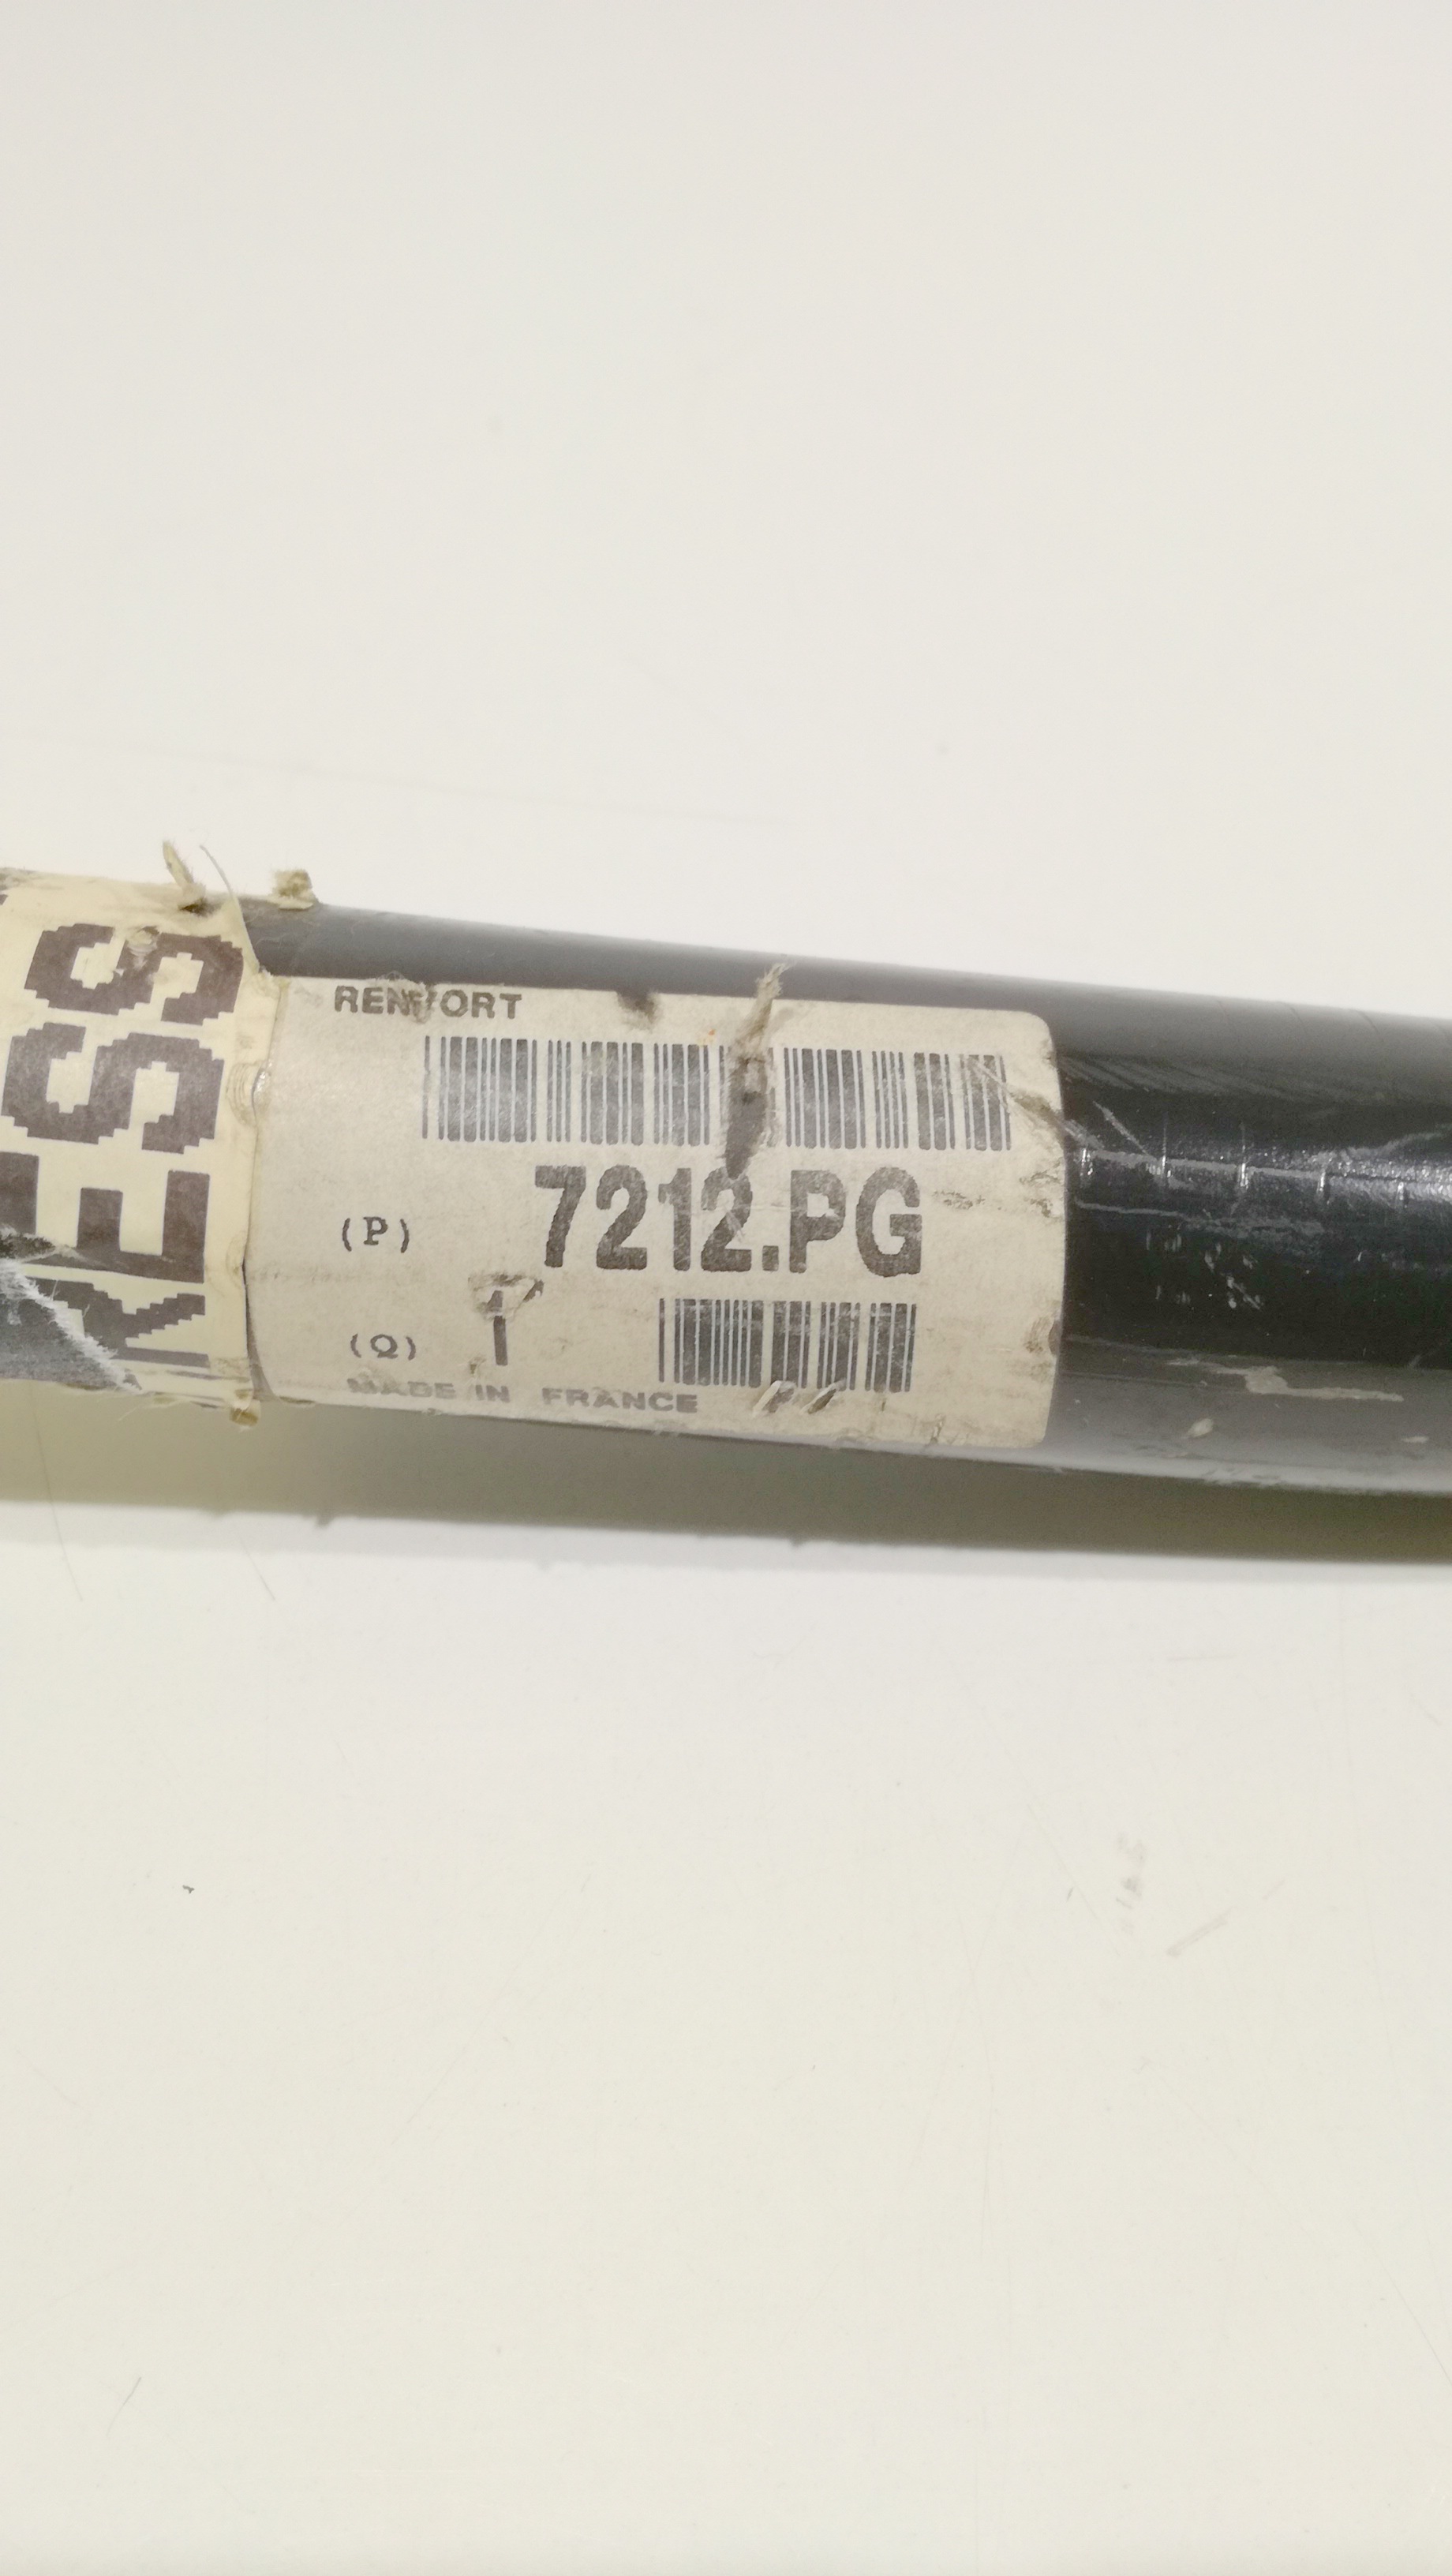 RENFORT
(P) 7212.PG
(Q) 1
MADE IN FRANCE